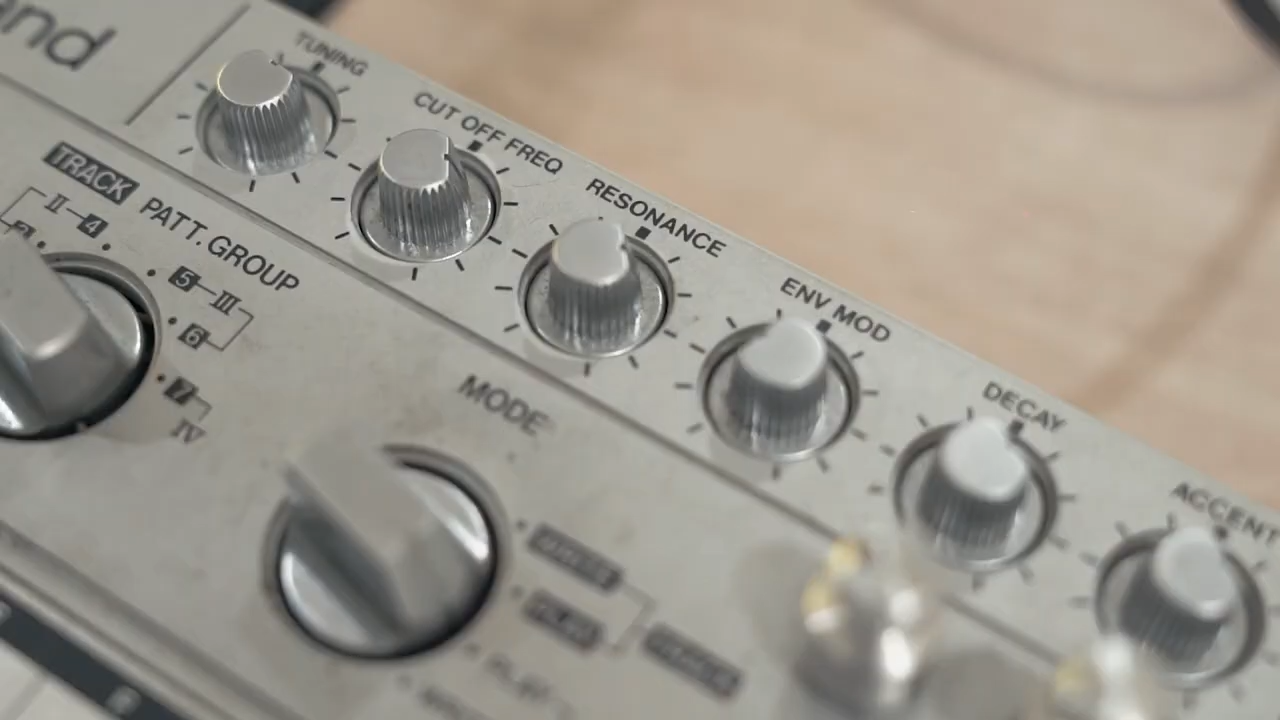 TUNING
CUT OFF FREQ
RESONANCE
ENV MOD
DECAY
ACCENT
TRACK
PATT. GROUP
II 4
5 III
6
7
IV
MODE